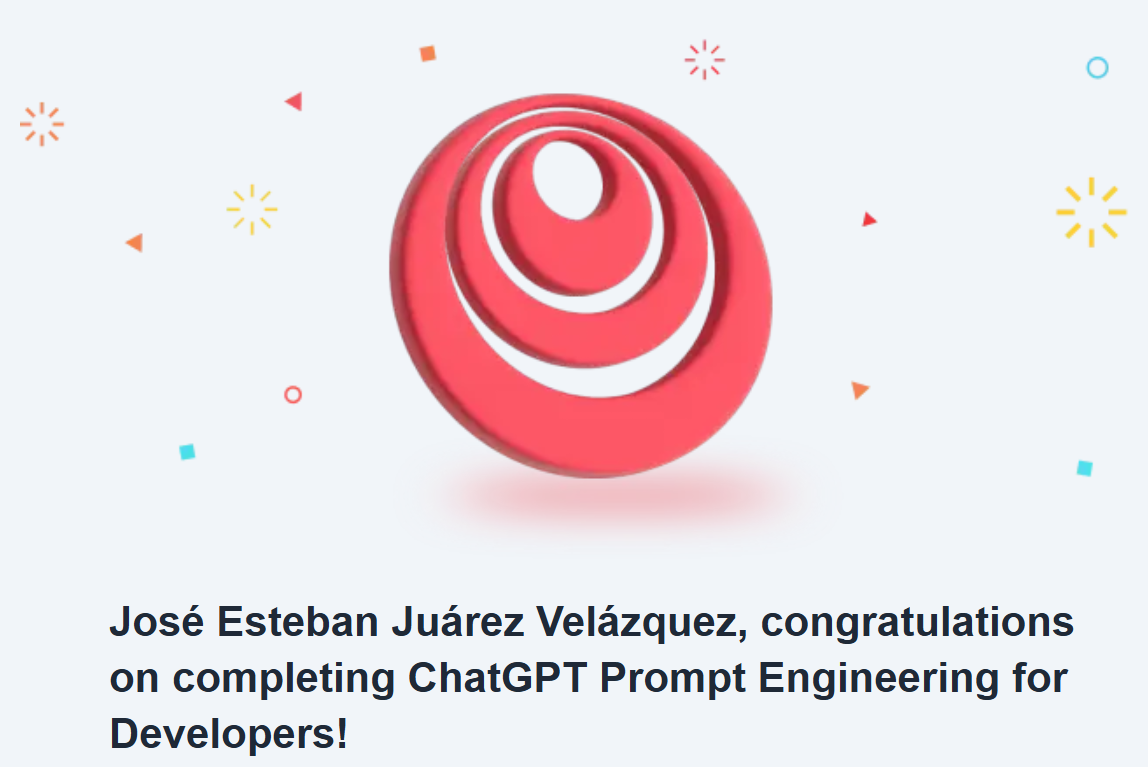 José Esteban Juárez Velázquez, congratulations
on completing ChatGPT Prompt Engineering for
Developers!